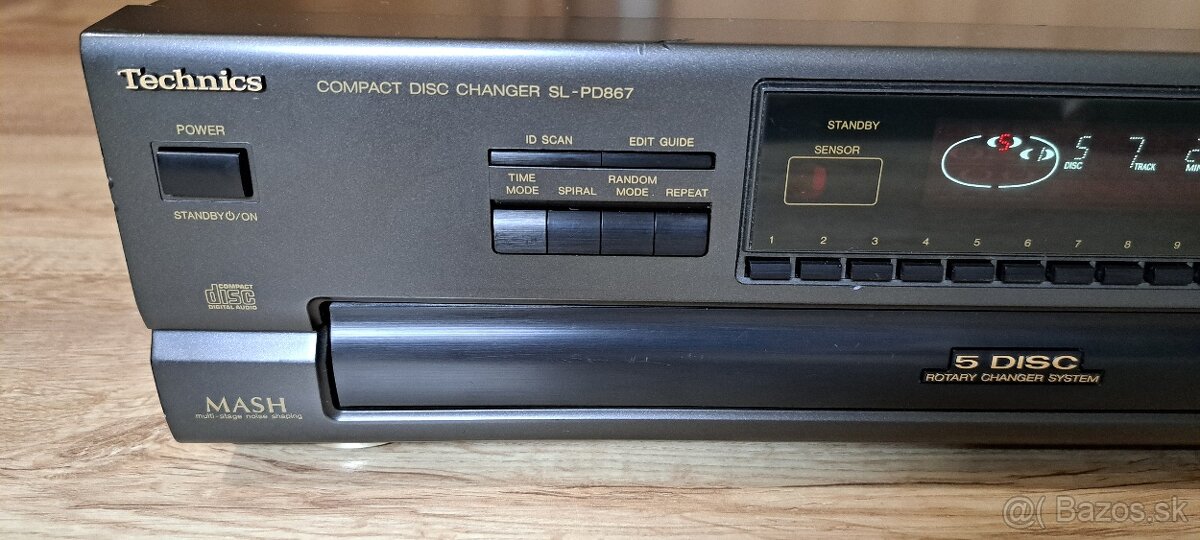 Technics
COMPACT DISC CHANGER SL-PD867
POWER
STANDBY⏻/ON
ID SCAN
EDIT GUIDE
TIME MODE
SPIRAL
RANDOM MODE
REPEAT
STANDBY
SENSOR
5
5 7
DISC TRACK MIN
1 2 3 4 5 6 7 8 9
COMPACT
disc
DIGITAL AUDIO
5 DISC
ROTARY CHANGER SYSTEM
MASH
multi-stage noise shaping
Bazos.sk